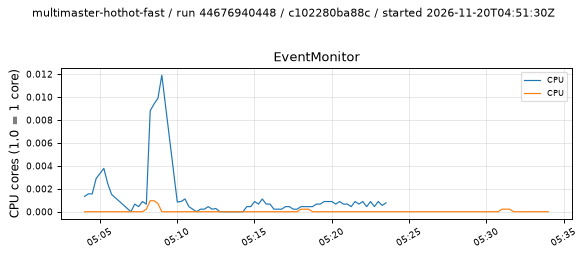 multimaster-hothot-fast / run 44676940448 / c102280ba88c / started 2026-11-20T04:51:30Z
EventMonitor
CPU cores (1.0 = 1 core)
0.012
0.010
0.008
0.006
0.004
0.002
0.000
CPU
CPU
05:05
05:10
05:15
05:20
05:25
05:30
05:35